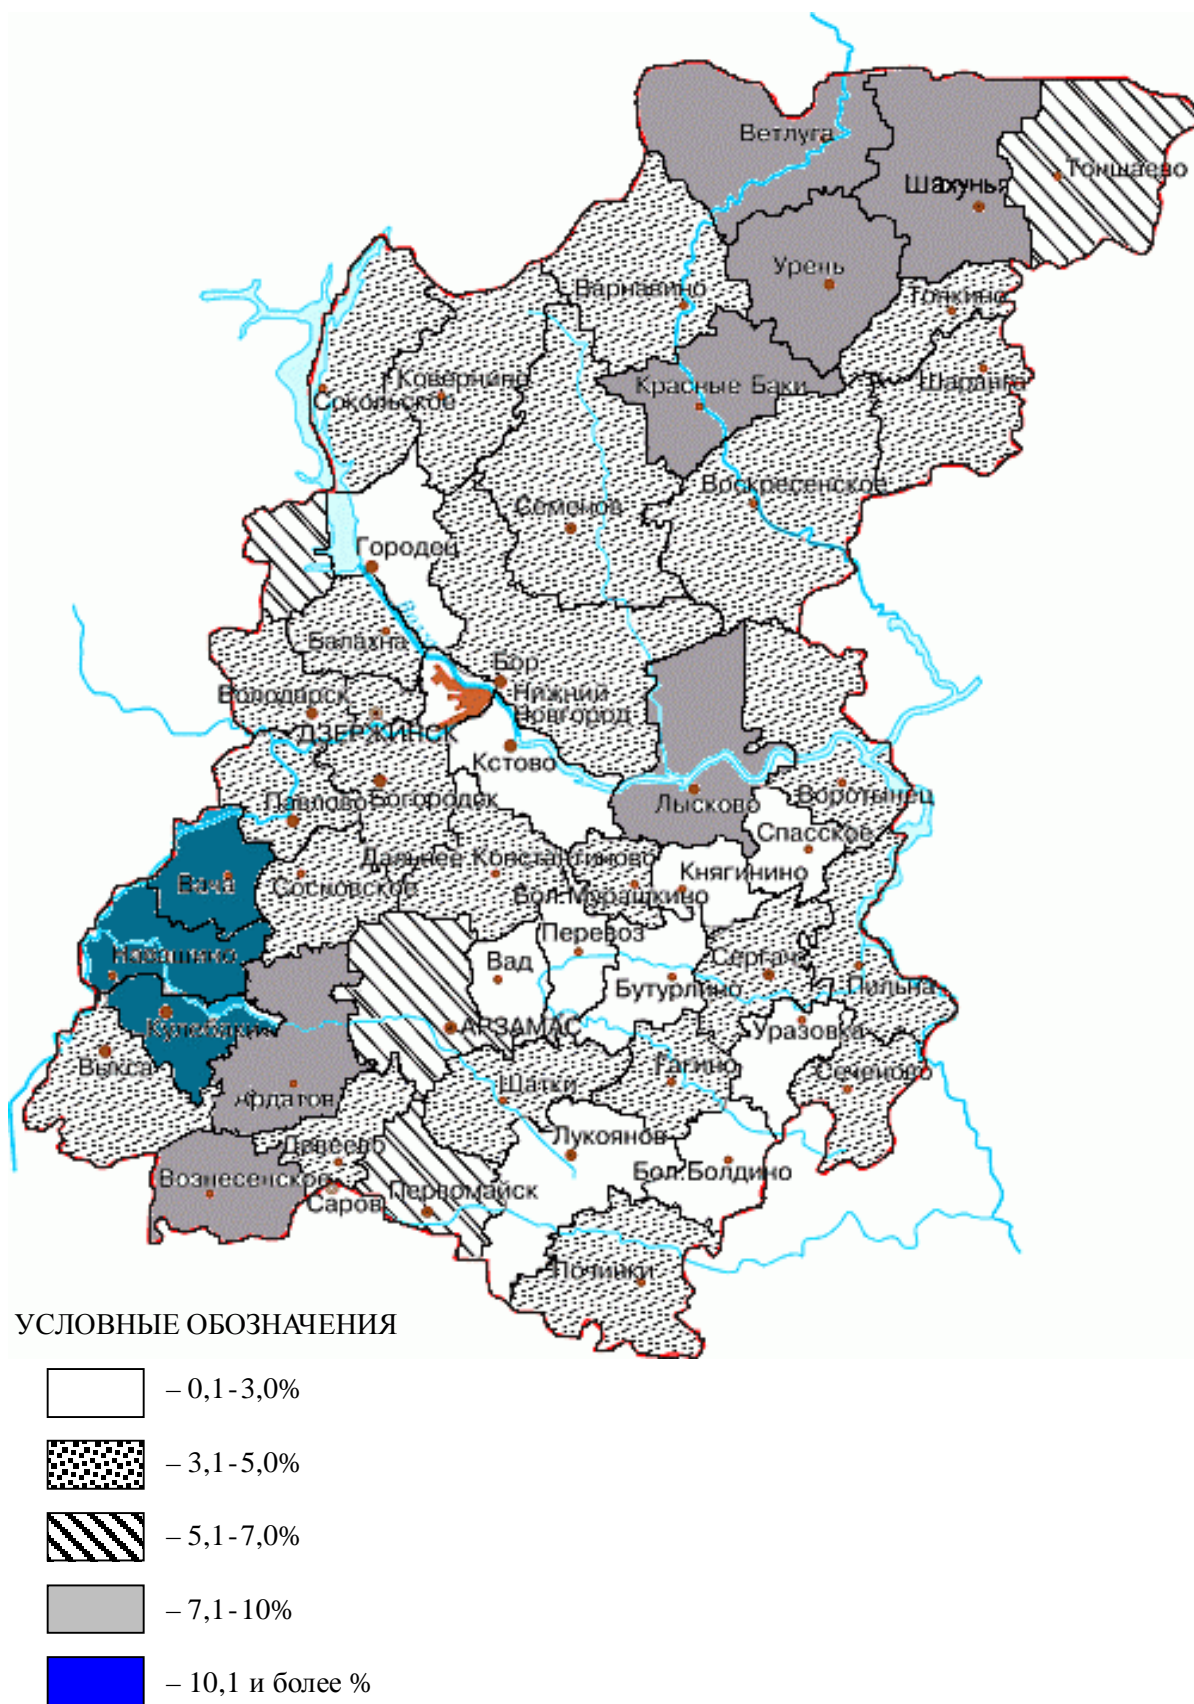 Ветлуга
Тоншаево
Шахунья
Урень
Варнавино
Тонкино
Ковернино
Красные Баки
Шаранга
Сокольское
Воскресенское
Семенов
Городец
Волга
Балахна
Бор
Володарск
Нижний
Новгород
ДЗЕРЖИНСК
Кстово
Павлово
Богородск
Лысково
Воротынец
Спасское
Дальнее Константиново
Княгинино
Вача
Сосковское
Бол.Мурашкино
Перевоз
Навашино
Вад
Сергач
Бутурлино
Пильна
Кулебаки
АРЗАМАС
Уразовка
Выкса
Шатки
Гагино
Сеченово
Ардатов
Лукоянов
Дивеево
Бол.Болдино
Вознесенское
Саров
Первомайск
Починки
УСЛОВНЫЕ ОБОЗНАЧЕНИЯ
– 0,1-3,0%
– 3,1-5,0%
– 5,1-7,0%
– 7,1-10%
– 10,1 и более %